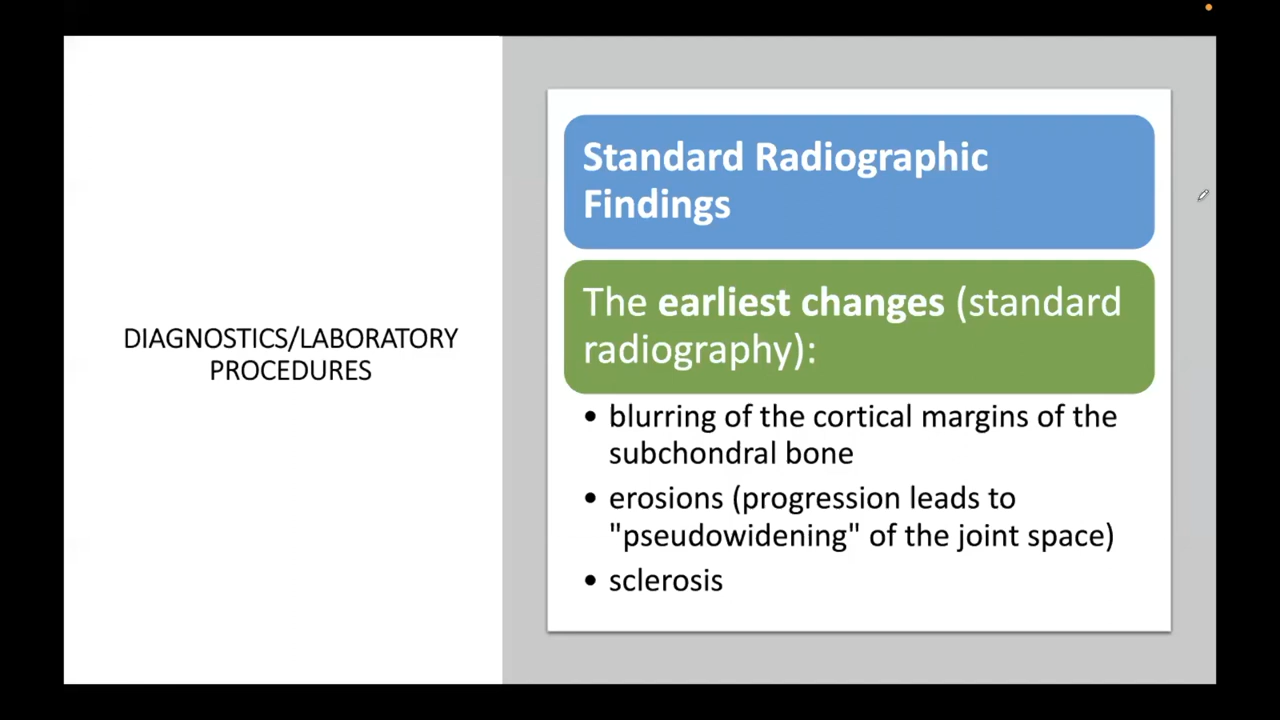 DIAGNOSTICS/LABORATORY
PROCEDURES
Standard Radiographic
Findings
The earliest changes (standard
radiography):
• blurring of the cortical margins of the
subchondral bone
• erosions (progression leads to
"pseudowidening" of the joint space)
• sclerosis